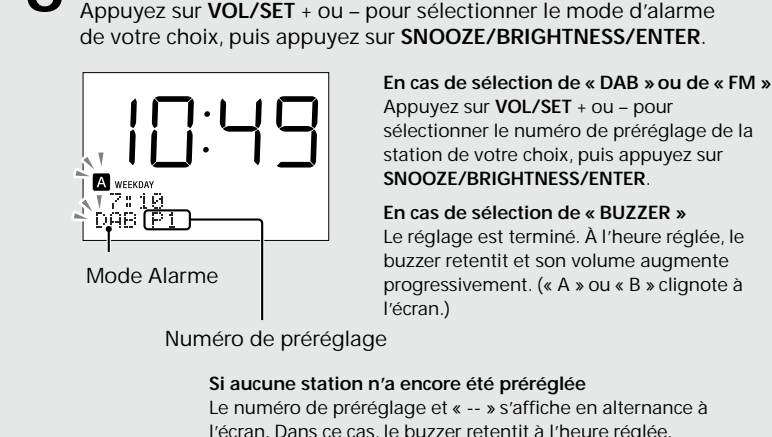 Appuyez sur VOL/SET + ou – pour sélectionner le mode d'alarme
de votre choix, puis appuyez sur SNOOZE/BRIGHTNESS/ENTER.
10:49
A WEEKDAY
7:10
DAB P1
Mode Alarme
Numéro de préréglage
En cas de sélection de « DAB » ou de « FM »
Appuyez sur VOL/SET + ou – pour
sélectionner le numéro de préréglage de la
station de votre choix, puis appuyez sur
SNOOZE/BRIGHTNESS/ENTER.
En cas de sélection de « BUZZER »
Le réglage est terminé. À l'heure réglée, le
buzzer retentit et son volume augmente
progressivement. (« A » ou « B » clignote à
l'écran.)
Si aucune station n'a encore été préréglée
Le numéro de préréglage et « -- » s'affiche en alternance à
l'écran. Dans ce cas, le buzzer retentit à l'heure réglée.